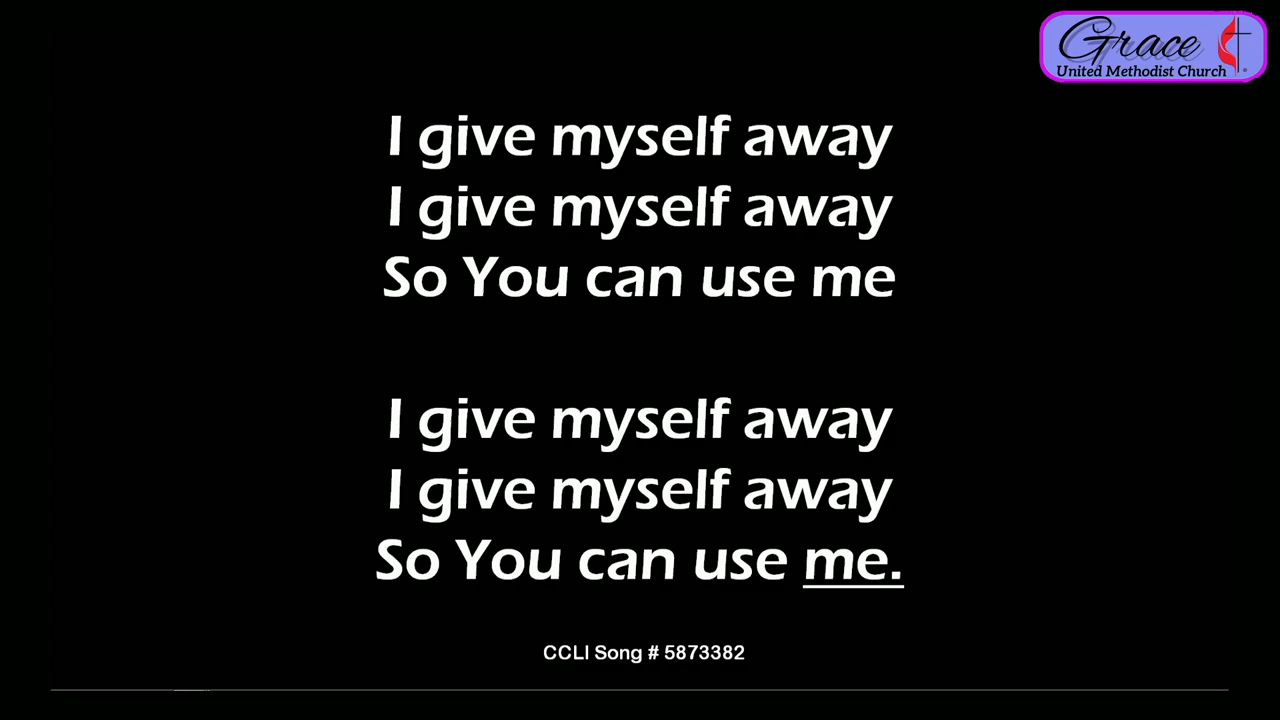 Grace
United Methodist Church
I give myself away
I give myself away
So You can use me
I give myself away
I give myself away
So You can use me.
CCLI Song # 5873382